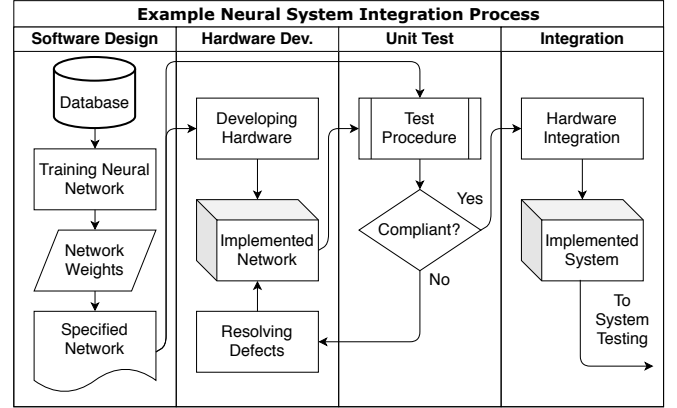 Example Neural System Integration Process
Software Design
Hardware Dev.
Unit Test
Integration
Database
Training Neural
Network
Network
Weights
Specified
Network
Developing
Hardware
Implemented
Network
Resolving
Defects
Test
Procedure
Compliant?
Yes
No
Hardware
Integration
Implemented
System
To
System
Testing